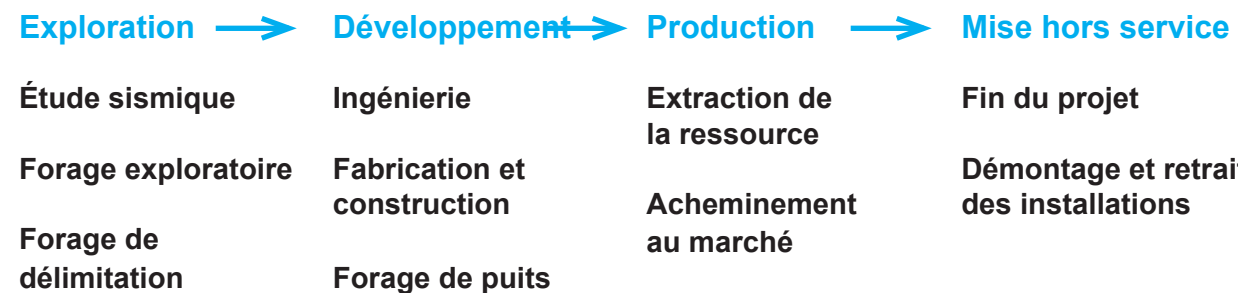 Exploration
Étude sismique
Forage exploratoire
Forage de
délimitation
Développement
Ingénierie
Fabrication et
construction
Forage de puits
Production
Extraction de
la ressource
Acheminement
au marché
Mise hors service
Fin du projet
Démontage et retrait
des installations